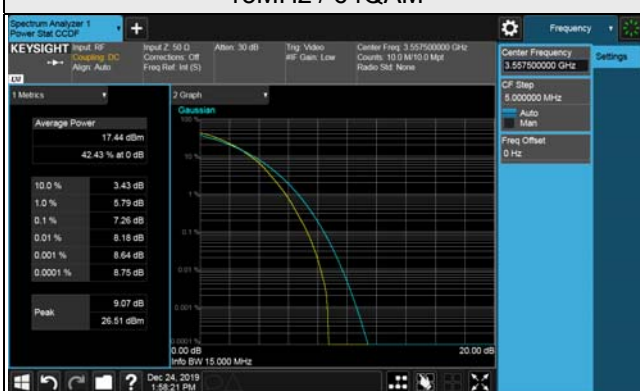 15MHz / 64QAM
Spectrum Analyzer 1
Power Stat CCDF
Frequency
KEYSIGHT
Input: RF
Coupling: DC
Align: Auto
Input Z: 50 Ω
Corrections: Off
Freq Ref: Int (S)
Atten: 30 dB
Trig: Video
#IF Gain: Low
Center Freq: 3.557500000 GHz
Counts: 10.0 M/10.0 Mpt
Radio Std: None
Center Frequency
3.557500000 GHz
Settings
CF Step
5.000000 MHz
Auto
Man
Freq Offset
0 Hz
1 Metrics
2 Graph
Gaussian
Average Power
17.44 dBm
42.43 % at 0 dB
10.0 % 3.43 dB
1.0 % 5.79 dB
0.1 % 7.26 dB
0.01 % 8.18 dB
0.001 % 8.64 dB
0.0001 % 8.75 dB
Peak
9.07 dB
26.51 dBm
100 %
10 %
1 %
0.1 %
0.01 %
0.001 %
0.0001 %
0.00 dB
20.00 dB
Info BW 15.000 MHz
Dec 24, 2019
1:58:21 PM